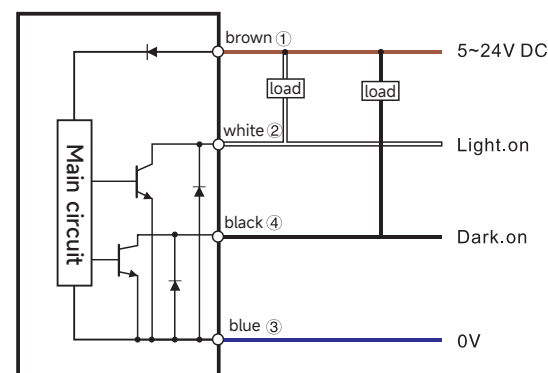 brown ①
5~24V DC
load
load
white ②
Light.on
Main circuit
black ④
Dark.on
blue ③
0V